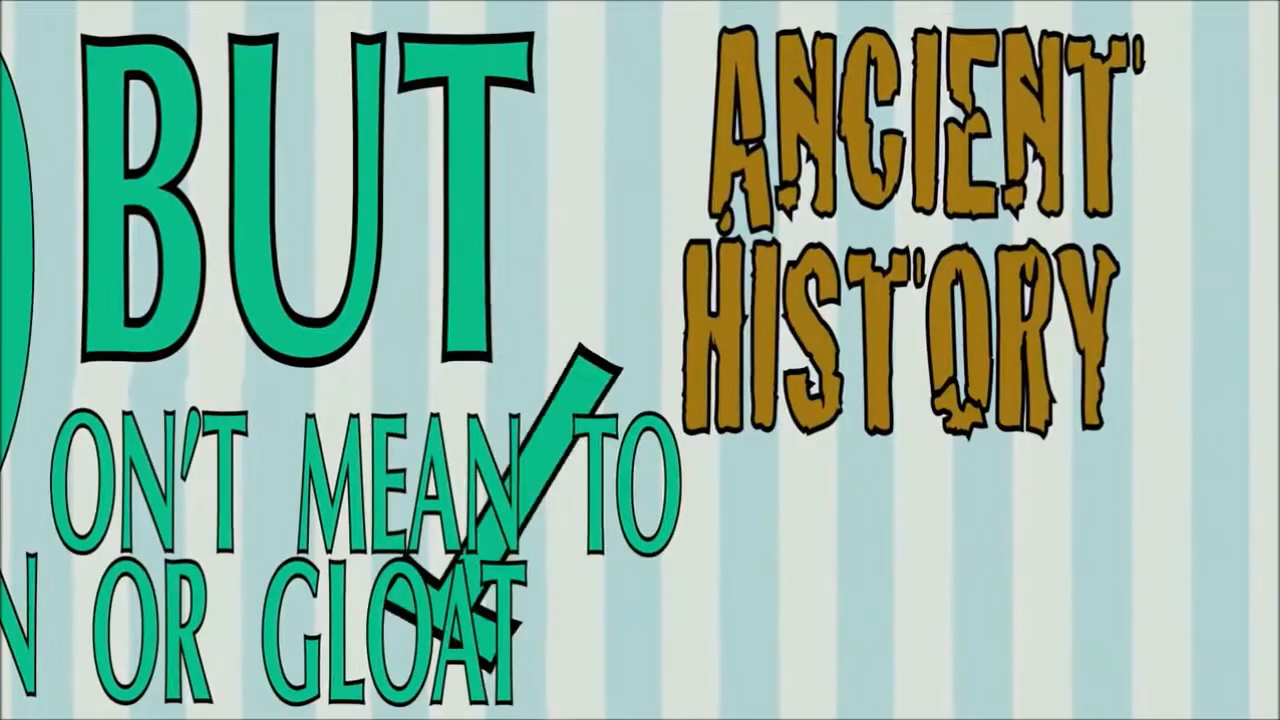 BUT
ON'T MEAN TO
N OR GLOAT
ANCIENT
HISTORY